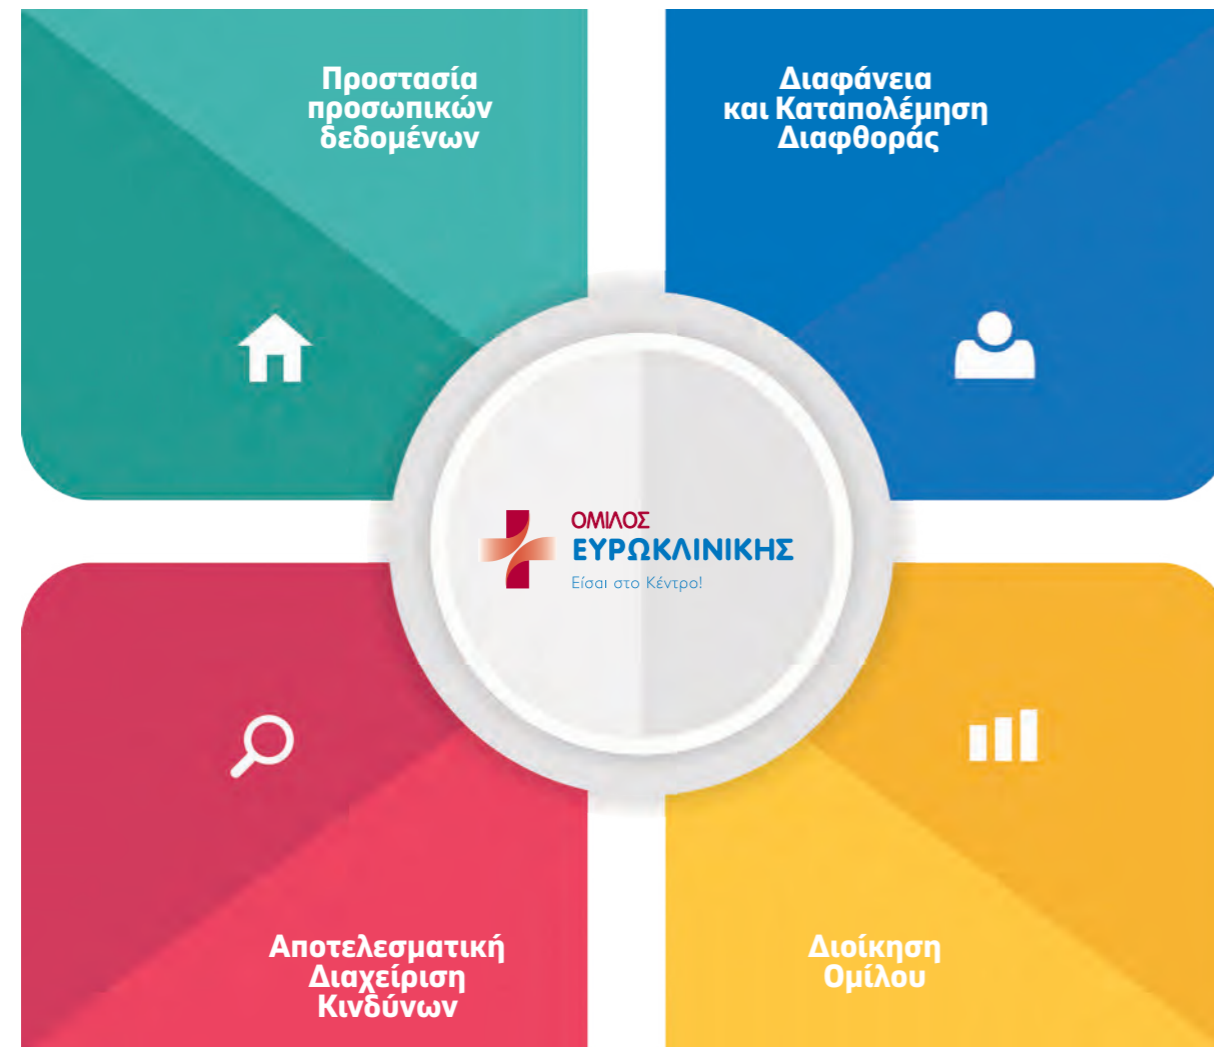 Προστασία
προσωπικών
δεδομένων
Διαφάνεια
και Καταπολέμηση
Διαφθοράς
ΟΜΙΛΟΣ
ΕΥΡΩΚΛΙΝΙΚΗΣ
Είσαι στο Κέντρο!
Αποτελεσματική
Διαχείριση
Κινδύνων
Διοίκηση
Ομίλου